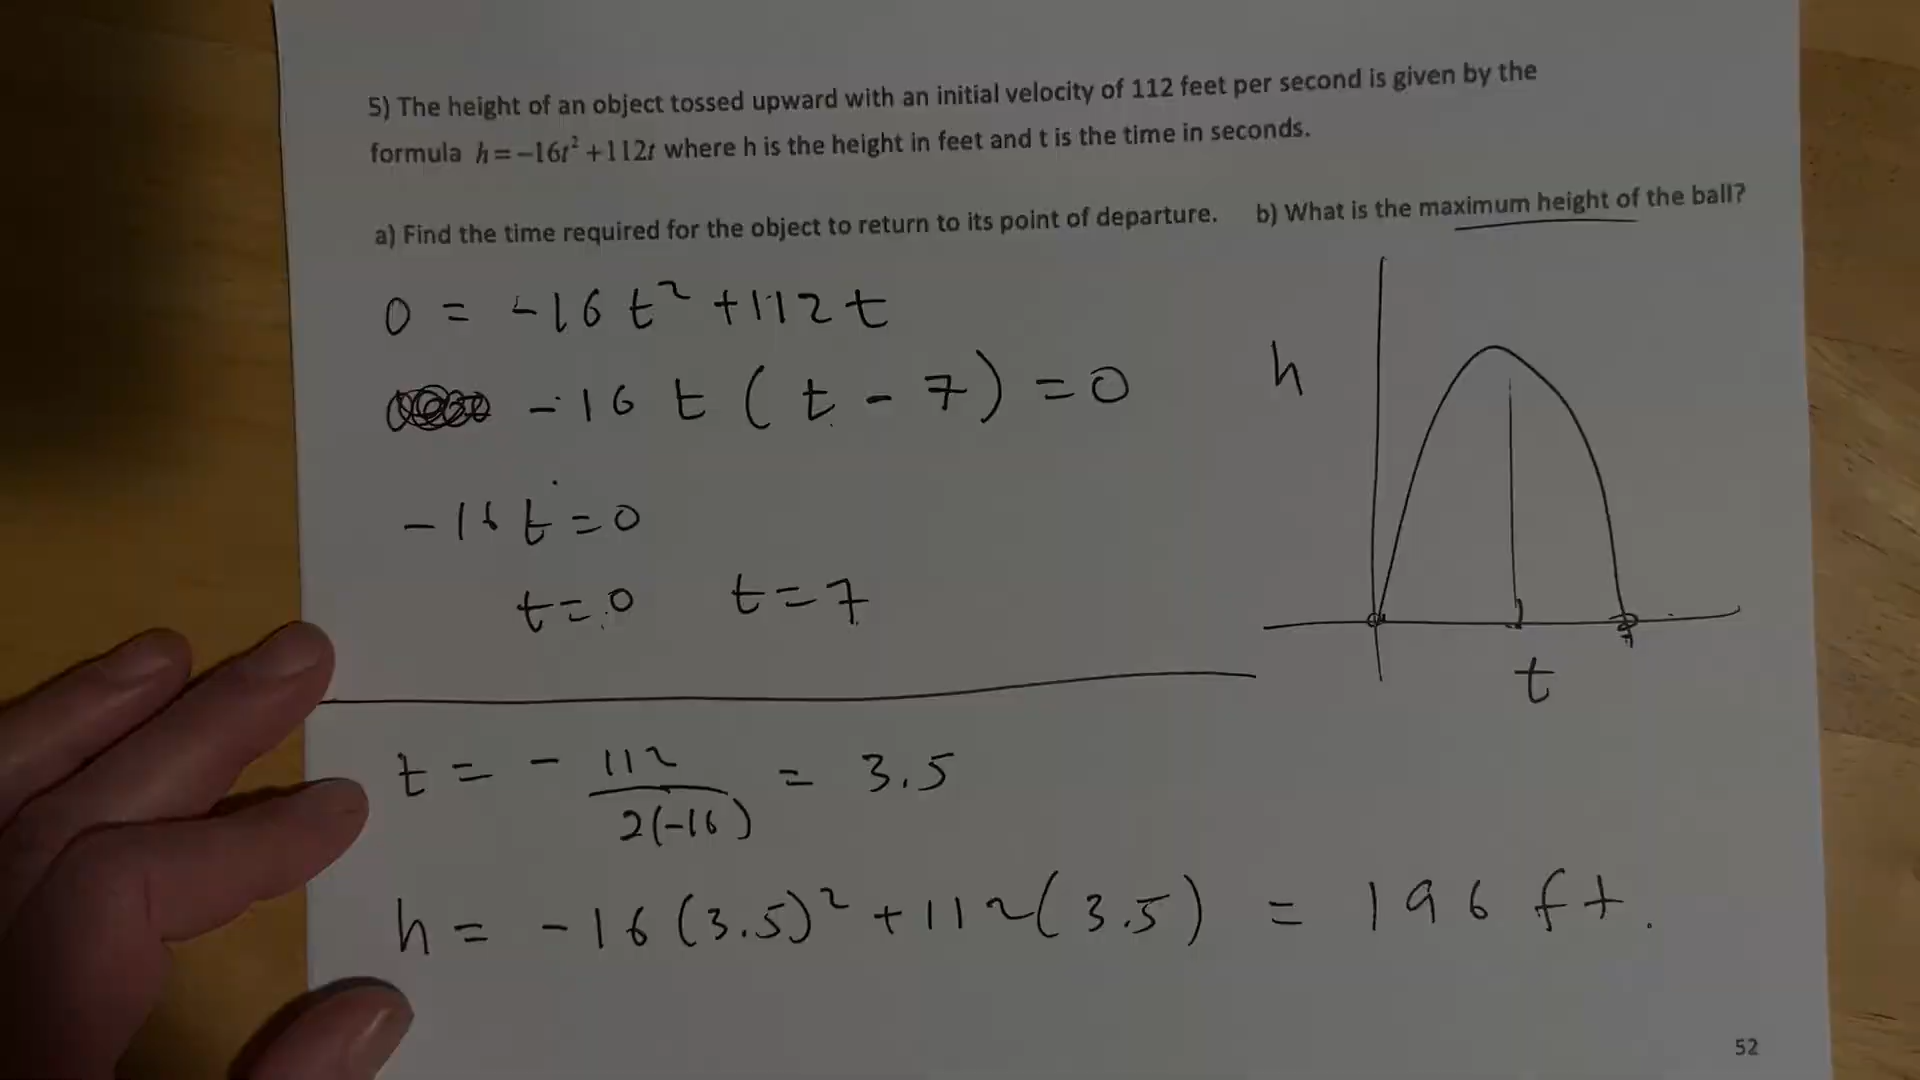 5) The height of an object tossed upward with an initial velocity of 112 feet per second is given by the
formula h = −16t² + 112t where h is the height in feet and t is the time in seconds.
a) Find the time required for the object to return to its point of departure.
b) What is the maximum height of the ball?
0 = -16t² + 112t
-16t(t - 7) = 0
-16t = 0
t = 0 t = 7
h
7
t
t = - 112 / 2(-16) = 3.5
h = -16(3.5)² + 112(3.5) = 196 ft.
52